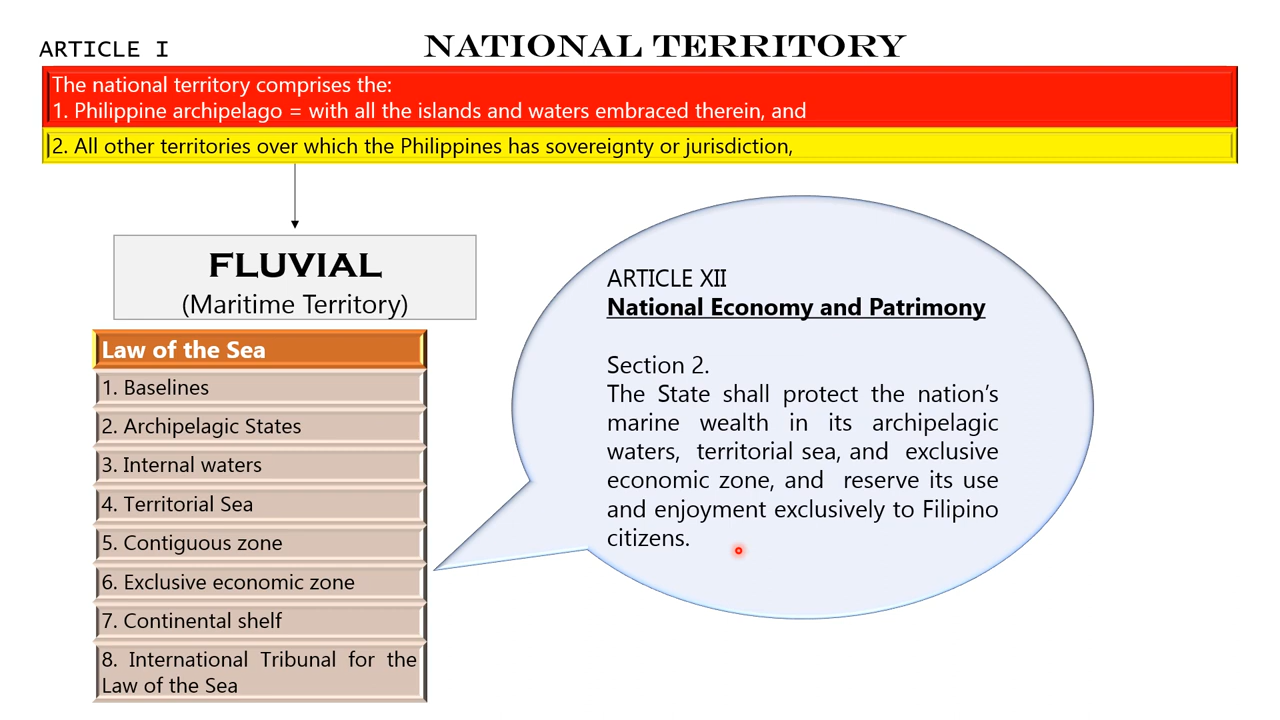 ARTICLE I
NATIONAL TERRITORY
The national territory comprises the:
1. Philippine archipelago = with all the islands and waters embraced therein, and
2. All other territories over which the Philippines has sovereignty or jurisdiction,
FLUVIAL
(Maritime Territory)
Law of the Sea
1. Baselines
2. Archipelagic States
3. Internal waters
4. Territorial Sea
5. Contiguous zone
6. Exclusive economic zone
7. Continental shelf
8. International Tribunal for the
Law of the Sea
ARTICLE XII
National Economy and Patrimony
Section 2.
The State shall protect the nation’s
marine wealth in its archipelagic
waters, territorial sea, and exclusive
economic zone, and reserve its use
and enjoyment exclusively to Filipino
citizens.